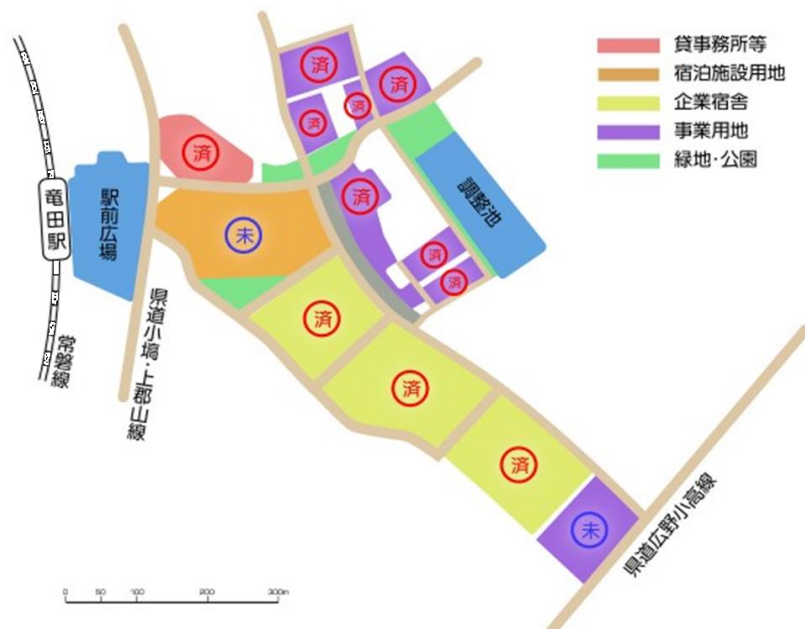 貸事務所等
宿泊施設用地
企業宿舎
事業用地
緑地・公園
済
済
済
済
済
済
竜田駅
駅前広場
調整池
未
済
済
済
済
済
未
常磐線
県道小塙・上郡山線
県道広野小高線
0 50 100 200 300m